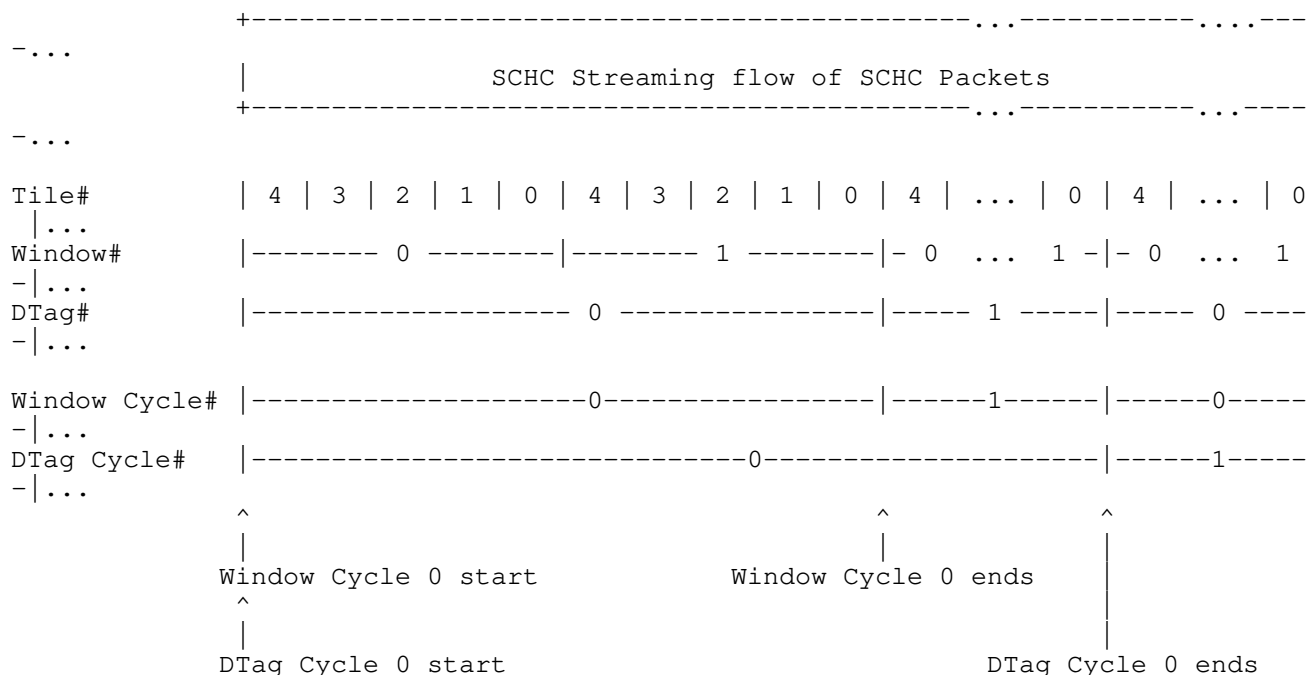 +---------------------------------------------...-----------....---
-...
              |               SCHC Streaming flow of SCHC Packets
              +---------------------------------------------...-----------...----
-...
Tile#         | 4 | 3 | 2 | 1 | 0 | 4 | 3 | 2 | 1 | 0 | 4 | ... | 0 | 4 | ... | 0
 |...
Window#       |-------- 0 --------|-------- 1 --------|- 0  ...  1 -|- 0  ...  1
-|...
DTag#         |-------------------- 0 ----------------|----- 1 -----|----- 0 ----
-|...
Window Cycle# |---------------------0-----------------|------1------|------0-----
-|...
DTag Cycle#   |-------------------------------0---------------------|------1-----
-|...
              ^                                       ^             ^
              |                                       |             |
             Window Cycle 0 start            Window Cycle 0 ends    |
              ^                                                     |
              |                                                     |
             DTag Cycle 0 start                              DTag Cycle 0 ends